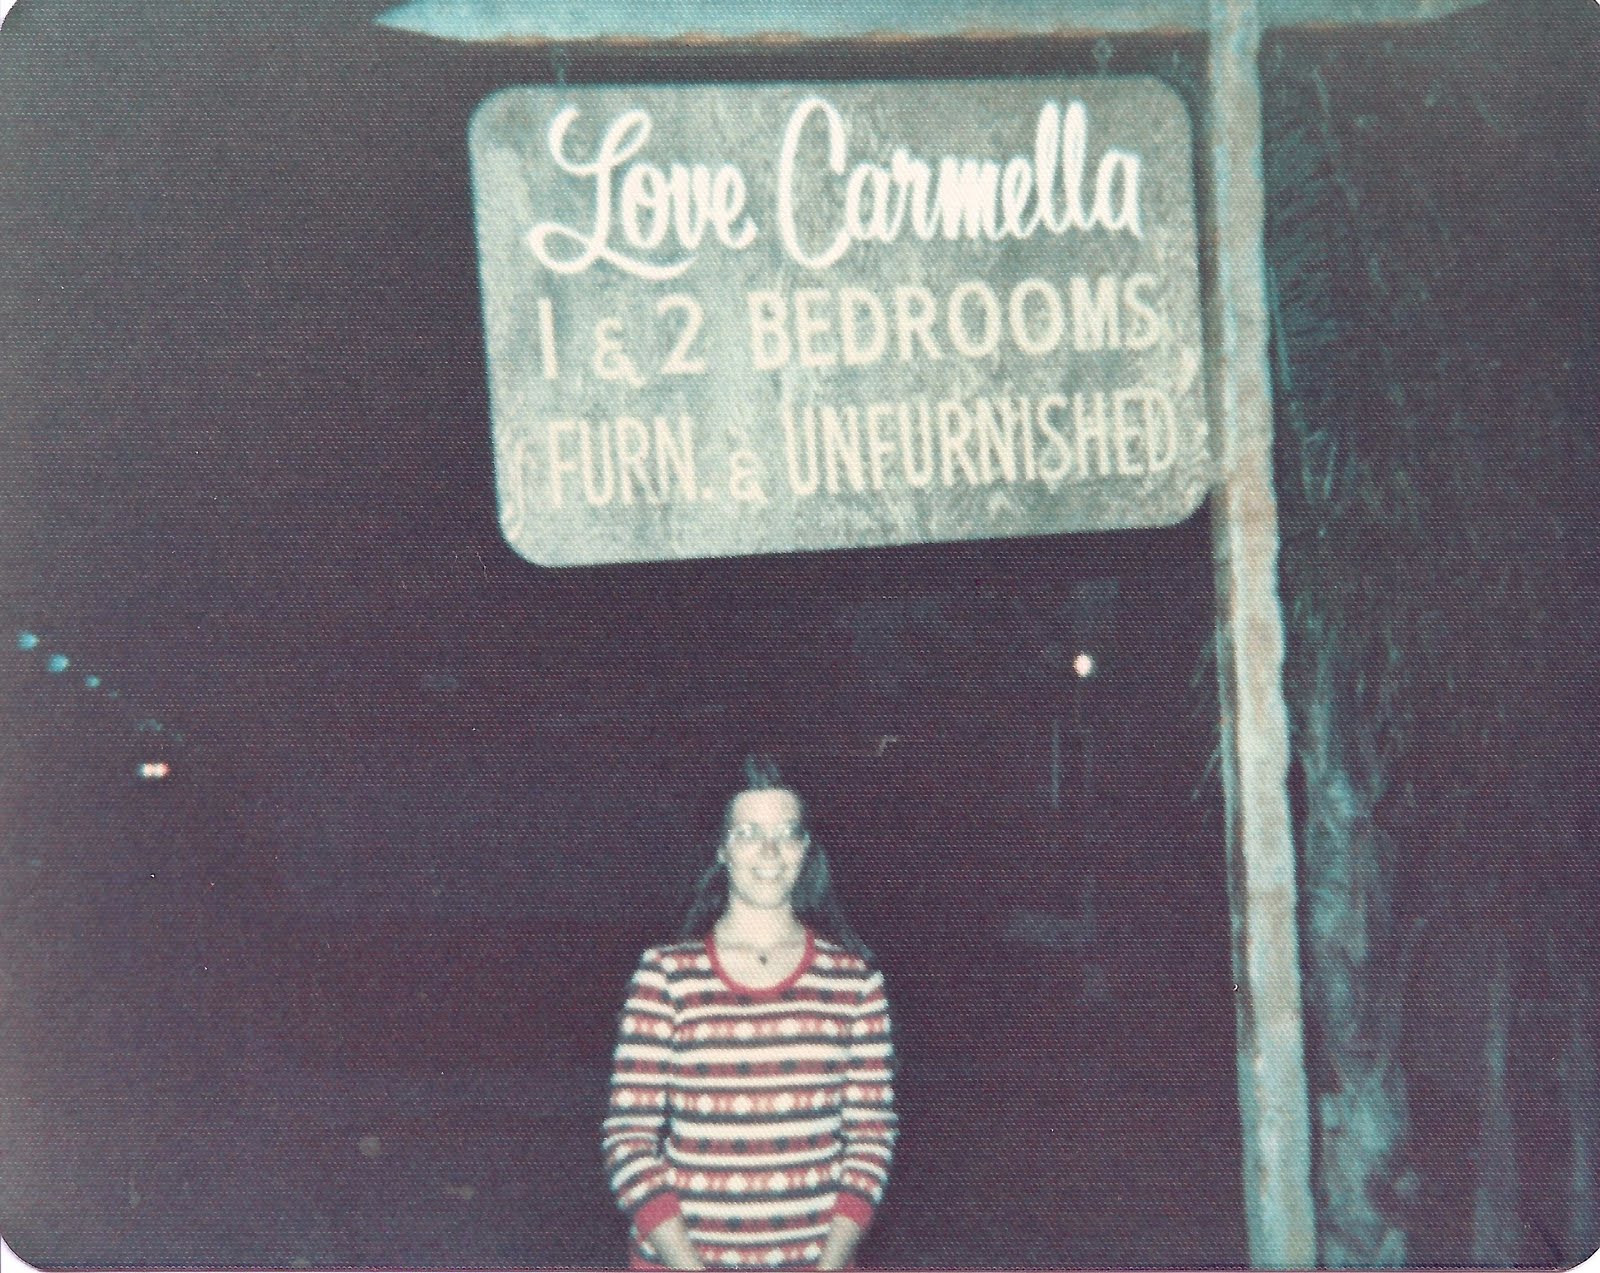 Love Carmella
1 & 2 BEDROOMS
FURN. & UNFURNISHED